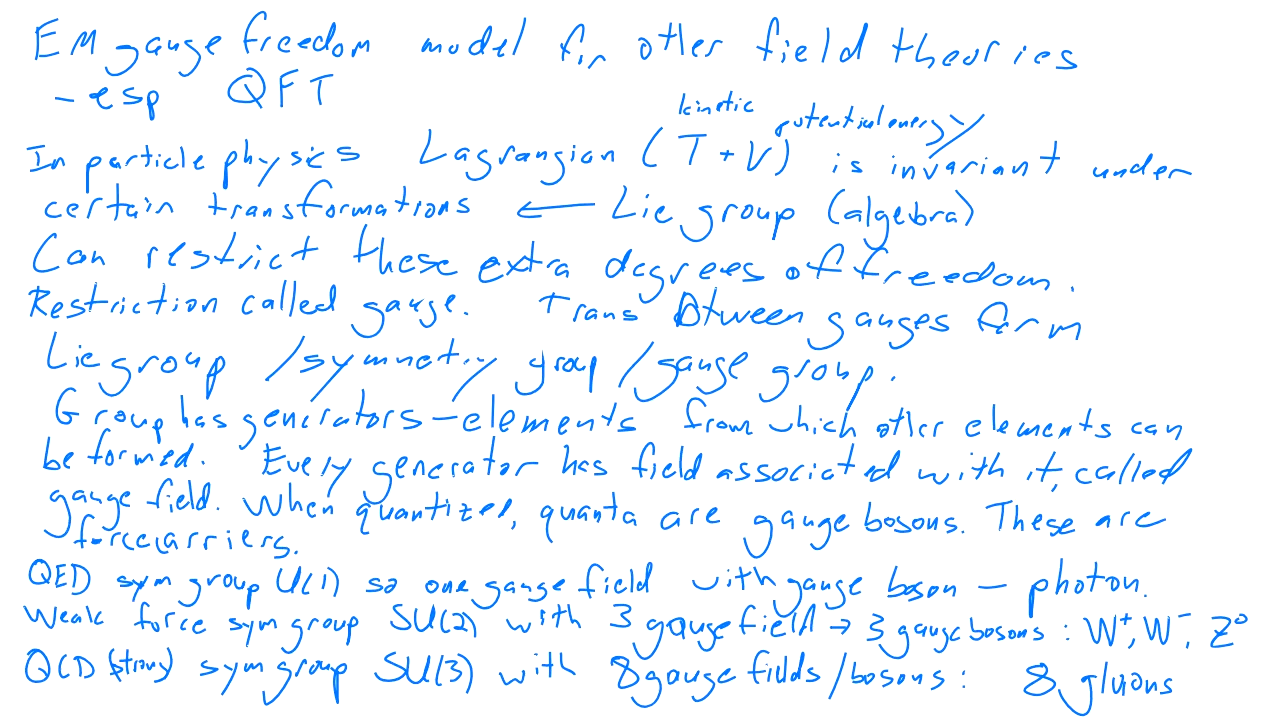 EM gauge freedom model for other field theories
- esp QFT
kinetic potential energy
In particle physics Lagrangian (T + V) is invariant under
certain transformations ← Lie group (algebra)
Can restrict these extra degrees of freedom.
Restriction called gauge. Trans btween gauges form
Lie group / symmetry group / gauge group.
Group has generators - elements from which other elements can
be formed. Every generator has field associated with it, called
gauge field. When quantized, quanta are gauge bosons. These are
force carriers.
QED sym group U(1) so one gauge field with gauge boson - photon.
Weak force sym group SU(2) with 3 gauge field → 3 gauge bosons: W⁺, W⁻, Z⁰
QCD (strong) sym group SU(3) with 8 gauge fields/bosons: 8 gluons